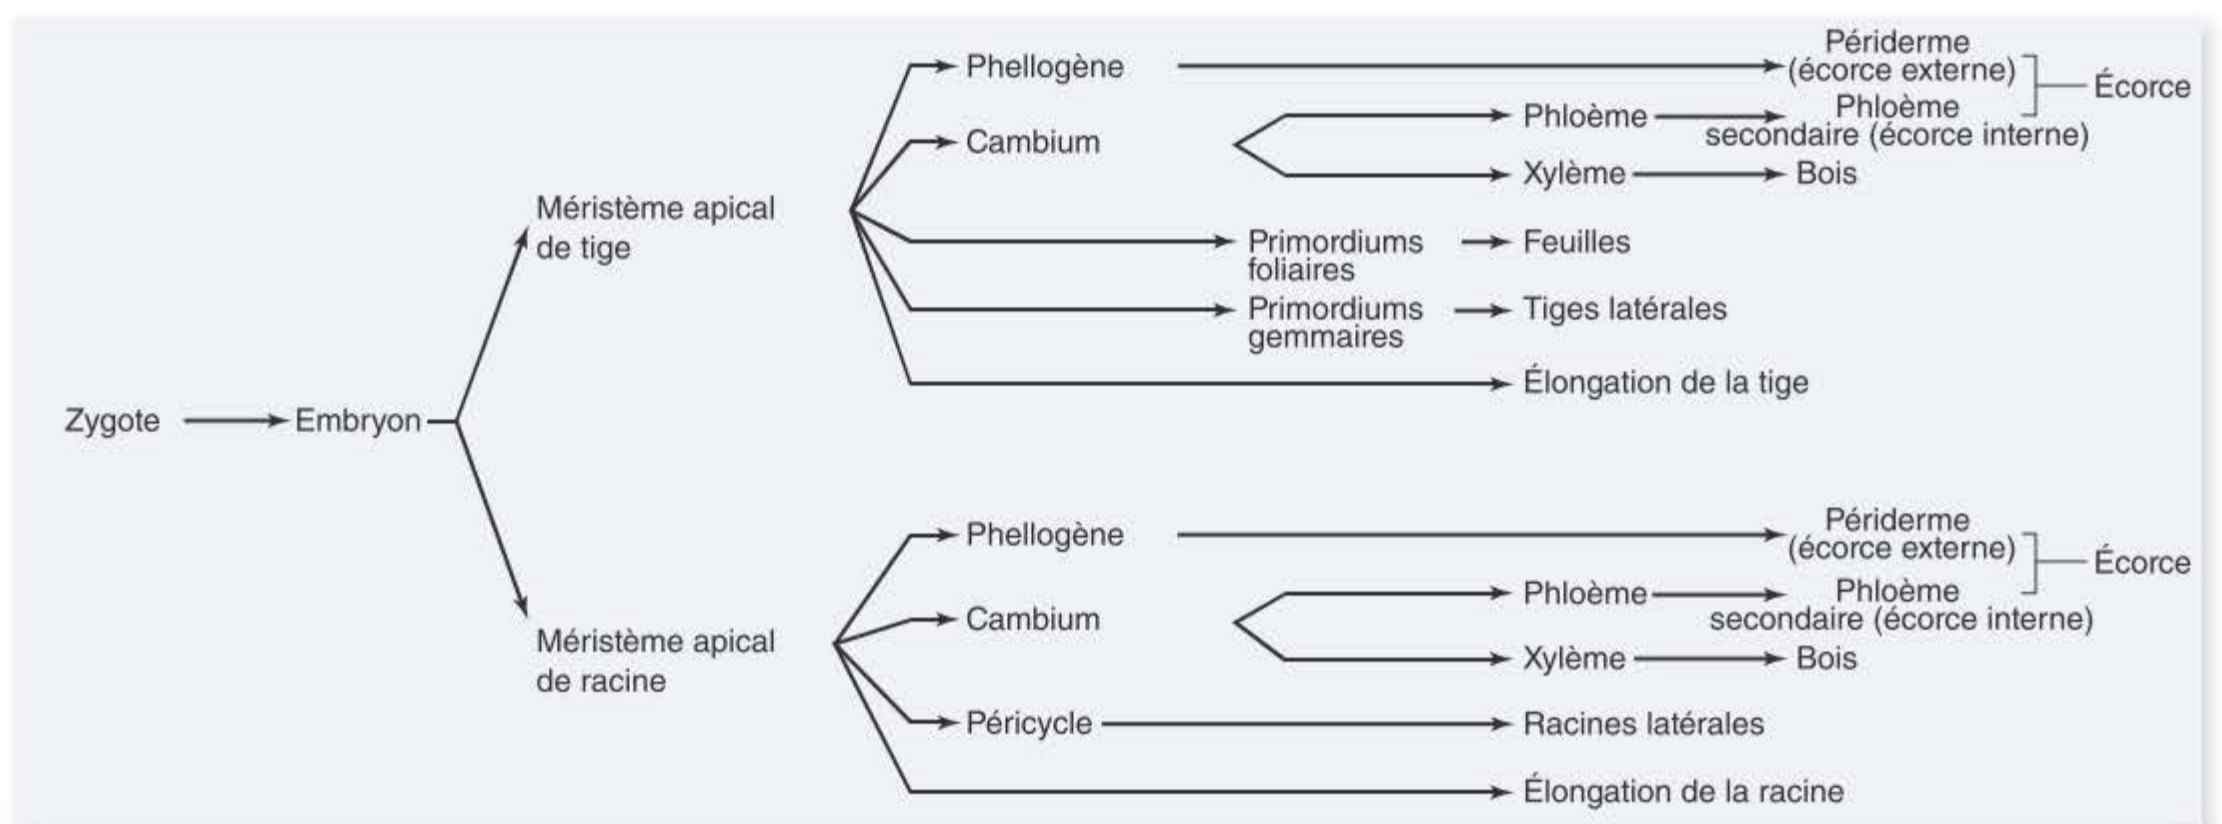 Périderme
Phellogène
(écorce externe)
Écorce
Phloème
Phloème
secondaire (écorce interne)
Cambium
Xylème
Bois
Méristème apical
de tige
Primordiums
foliaires
Feuilles
Primordiums
gemmaires
Tiges latérales
Élongation de la tige
Zygote
Embryon
Périderme
Phellogène
(écorce externe)
Écorce
Phloème
Phloème
secondaire (écorce interne)
Cambium
Xylème
Bois
Méristème apical
de racine
Péricycle
Racines latérales
Élongation de la racine